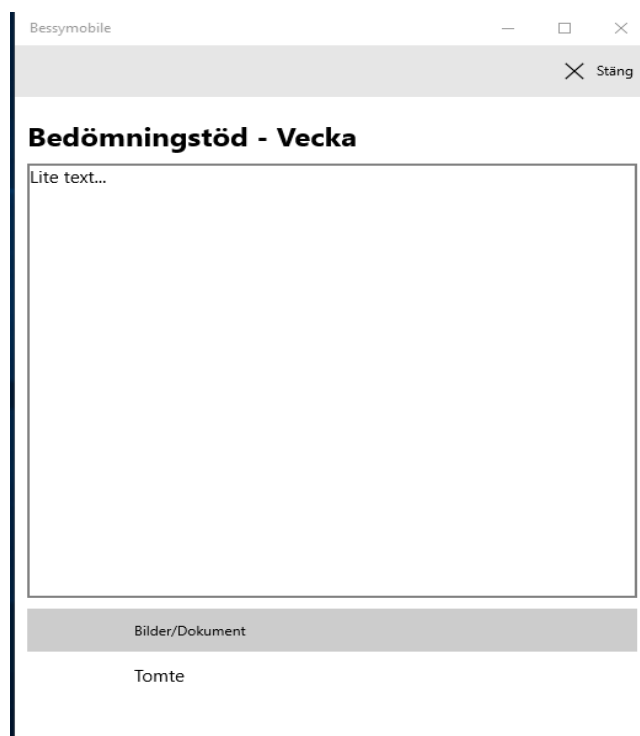 Bessymobile
Stäng
Bedömningstöd - Vecka
Lite text...
Bilder/Dokument
Tomte